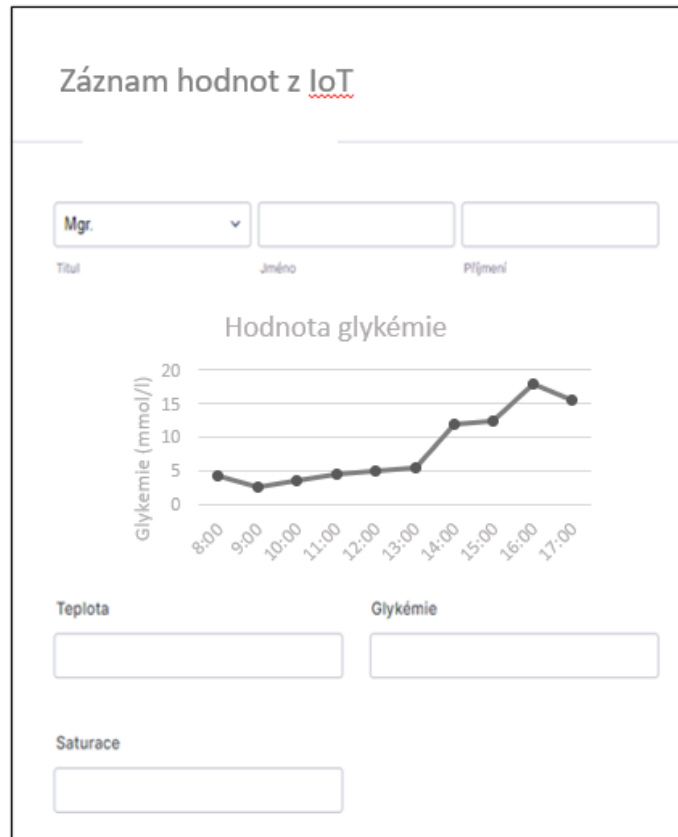 Záznam hodnot z IoT
Mgr.
Titul Jméno Příjmení
Hodnota glykémie
Glykemie (mmol/l)
20
15
10
5
0
8:00 9:00 10:00 11:00 12:00 13:00 14:00 15:00 16:00 17:00
Teplota Glykémie
Saturace